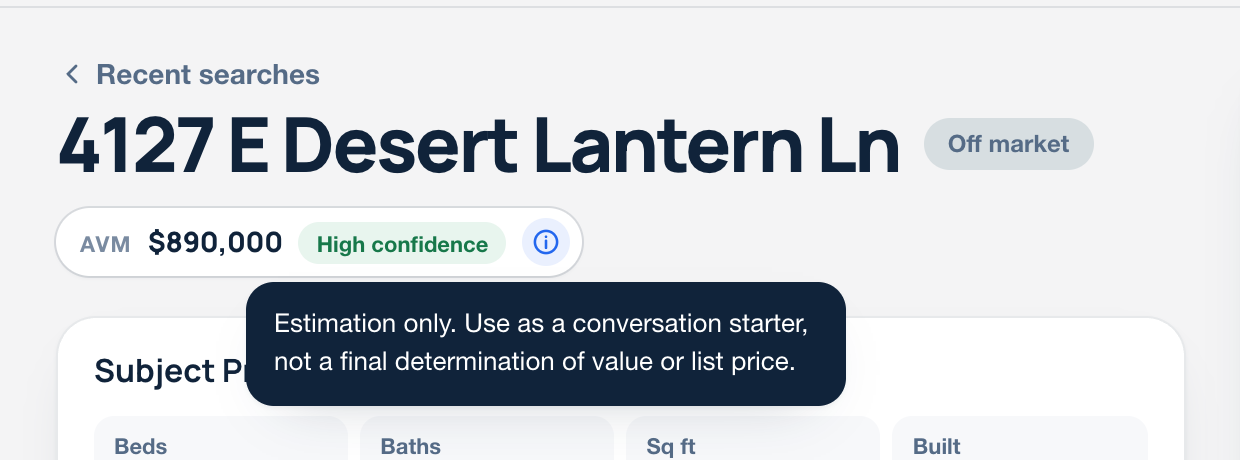 Recent searches
4127 E Desert Lantern Ln
Off market
AVM $890,000 High confidence
Estimation only. Use as a conversation starter,
not a final determination of value or list price.
Subject
Beds Baths Sq ft Built